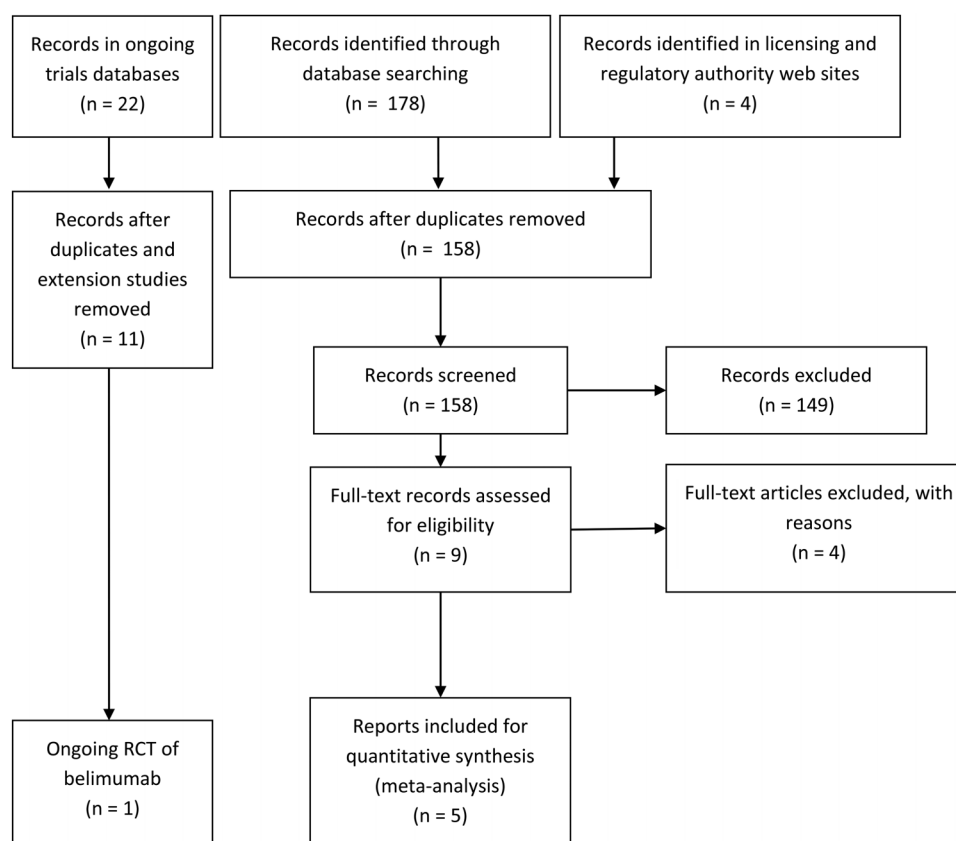 Records in ongoing
trials databases
(n = 22)
Records identified through
database searching
(n = 178)
Records identified in licensing and
regulatory authority web sites
(n = 4)
Records after
duplicates and
extension studies
removed
(n = 11)
Records after duplicates removed
(n = 158)
Records screened
(n = 158)
Records excluded
(n = 149)
Full-text records assessed
for eligibility
(n = 9)
Full-text articles excluded, with
reasons
(n = 4)
Ongoing RCT of
belimumab
(n = 1)
Reports included for
quantitative synthesis
(meta-analysis)
(n = 5)